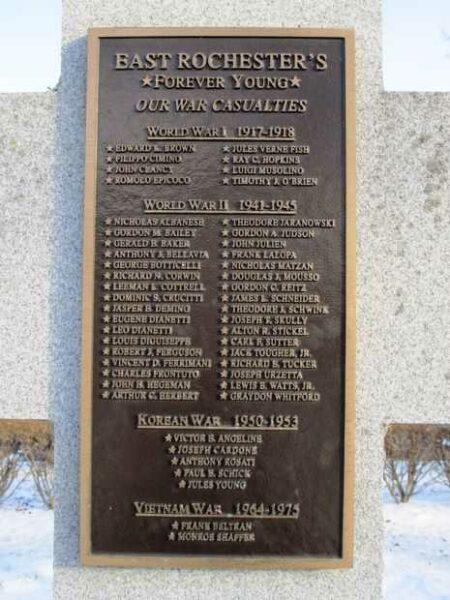 EAST ROCHESTER'S
★FOREVER YOUNG★
OUR WAR CASUALTIES
WORLD WAR I 1917-1918
★ EDWARD K. BROWN ★ JULES VERNE FISH
★ FILIPPO CIMINO ★ RAY C. HOPKINS
★ JOHN CLANCY ★ LUIGI MUSOLINO
★ ROMOLO EPICOCO ★ TIMOTHY J. O'BRIEN
WORLD WAR II 1941-1945
★ NICHOLAS ALBANESE ★ THEODORE JARANOWSKI
★ GORDON M. BAILEY ★ GORDON A. JUDSON
★ GERALD B. BAKER ★ JOHN JULIEN
★ ANTHONY J. BELLAVIA ★ FRANK LALOPA
★ GEORGE BOTTICELLI ★ NICHOLAS MATZAN
★ RICHARD N. CORWIN ★ DOUGLAS J. MOUSSO
★ LEEMAN L. COTTRELL ★ GORDON C. REITZ
★ DOMINIC S. CRUCITTI ★ JAMES E. SCHNEIDER
★ JASPER H. DEMING ★ THEODORE J. SCHWINK
★ EUGENE DIANETTI ★ JOSEPH F. SKULLY
★ LEO DIANETTI ★ ALTON R. STICKEL
★ LOUIS DIGUISEPPE ★ CARL F. SUTTER
★ ROBERT J. FERGUSON ★ JACK TOUGHER, JR.
★ VINCENT D. FERRIMANI ★ RICHARD H. TUCKER
★ CHARLES FRONTUTO ★ JOSEPH URZETTA
★ JOHN B. HEGEMAN ★ LEWIS B. WATTS, JR.
★ ARTHUR C. HERBERT ★ GRAYDON WHITFORD
KOREAN WAR 1950-1953
★ VICTOR B. ANGELINE
★ JOSEPH CARDONE
★ ANTHONY ROSATI
★ PAUL B. SCHICK
★ JULES YOUNG
VIETNAM WAR 1964-1975
★ FRANK BELTRAN
★ MONROE SHAFFER